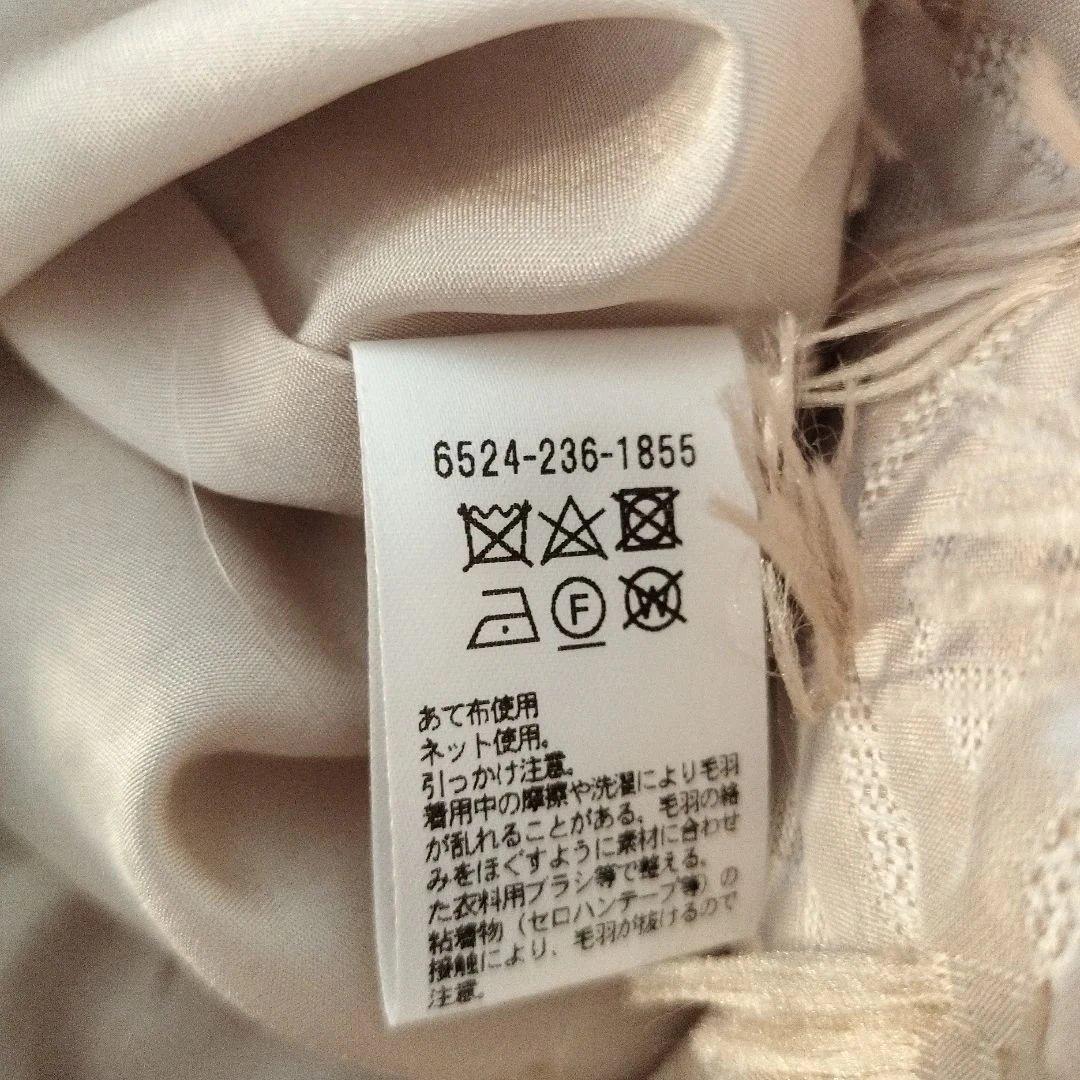 6524-236-1855
F W
あて布使用
ネット使用。
引っかけ注意。
着用中の摩擦や洗濯により毛羽
が乱れることがある。毛羽の絡
みをほぐすように素材に合わせ
た衣料用ブラシ等で整える。
粘着物（セロハンテープ等）の
接触により、毛羽が抜けるので
注意。